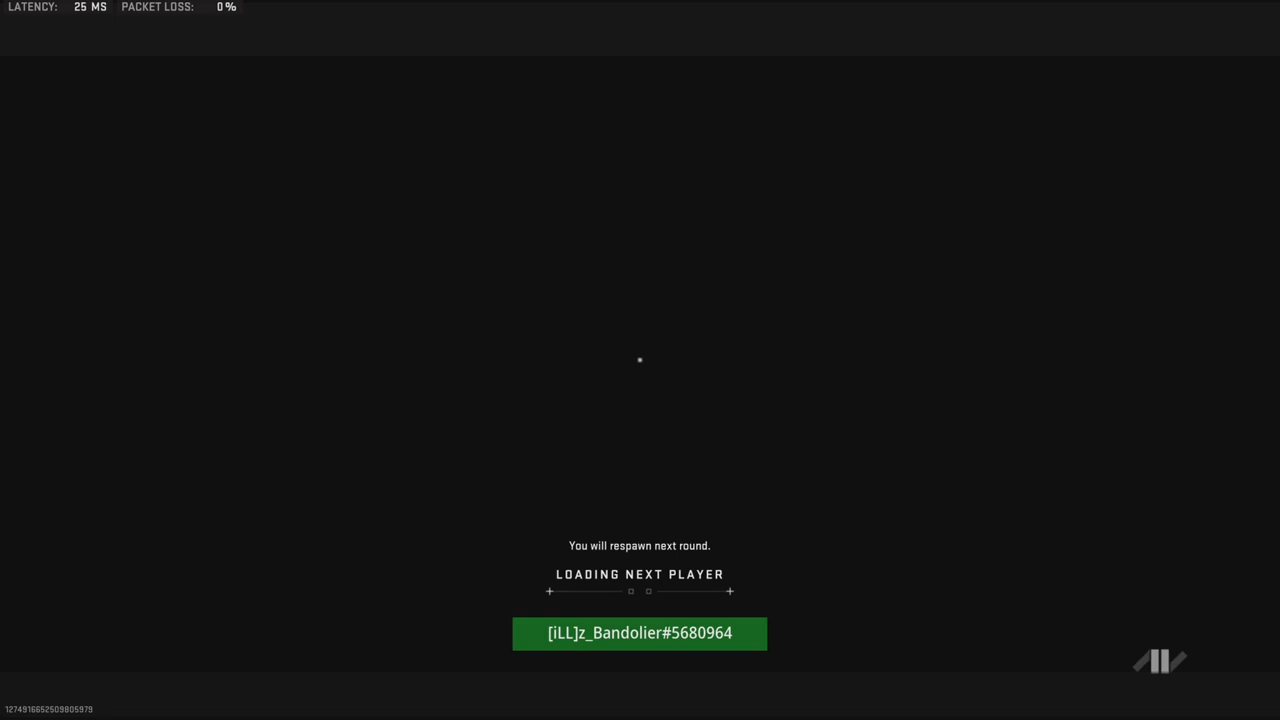 LATENCY: 25 MS PACKET LOSS: 0%
You will respawn next round.
LOADING NEXT PLAYER
[iLL]z_Bandolier#5680964
1274916652509805979